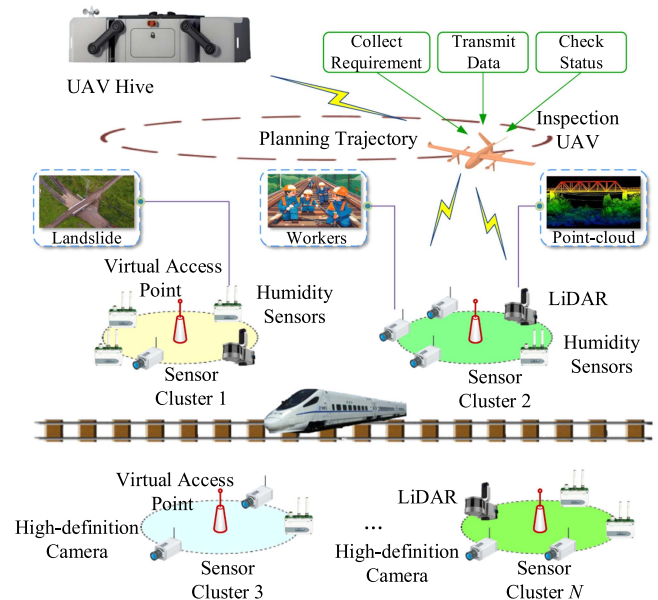 Collect
Requirement
Transmit
Data
Check
Status
UAV Hive
Planning Trajectory
Inspection
UAV
Landslide
Workers
Point-cloud
Virtual Access
Point
Humidity
Sensors
LiDAR
Humidity
Sensors
Sensor
Cluster 1
Sensor
Cluster 2
Virtual Access
Point
High-definition
Camera
Sensor
Cluster 3
...
LiDAR
High-definition
Camera
Sensor
Cluster N